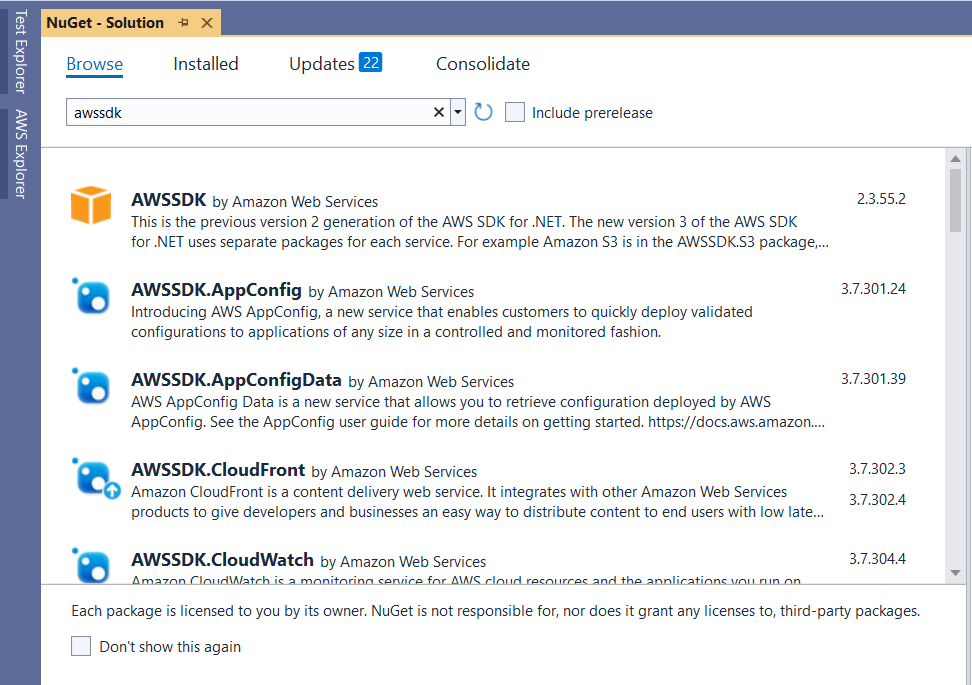 Test Explorer
AWS Explorer
NuGet - Solution
Browse Installed Updates 22 Consolidate
awssdk Include prerelease
AWSSDK by Amazon Web Services 2.3.55.2
This is the previous version 2 generation of the AWS SDK for .NET. The new version 3 of the AWS SDK
for .NET uses separate packages for each service. For example Amazon S3 is in the AWSSDK.S3 package,...
AWSSDK.AppConfig by Amazon Web Services 3.7.301.24
Introducing AWS AppConfig, a new service that enables customers to quickly deploy validated
configurations to applications of any size in a controlled and monitored fashion.
AWSSDK.AppConfigData by Amazon Web Services 3.7.301.39
AWS AppConfig Data is a new service that allows you to retrieve configuration deployed by AWS
AppConfig. See the AppConfig user guide for more details on getting started. https://docs.aws.amazon....
AWSSDK.CloudFront by Amazon Web Services 3.7.302.3
Amazon CloudFront is a content delivery web service. It integrates with other Amazon Web Services 3.7.302.4
products to give developers and businesses an easy way to distribute content to end users with low late...
AWSSDK.CloudWatch by Amazon Web Services 3.7.304.4
Amazon CloudWatch is a monitoring service for AWS cloud resources and the applications you run on
Each package is licensed to you by its owner. NuGet is not responsible for, nor does it grant any licenses to, third-party packages.
Don't show this again